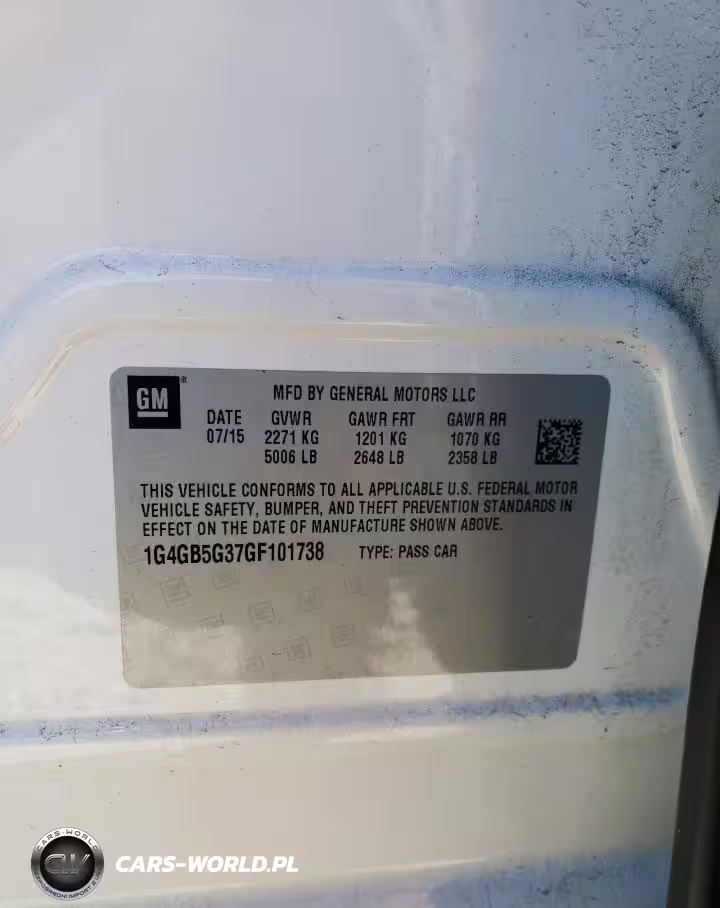 GM ®
MFD BY GENERAL MOTORS LLC
DATE GVWR GAWR FRT GAWR RR
07/15 2271 KG 1201 KG 1070 KG
5006 LB 2648 LB 2358 LB
THIS VEHICLE CONFORMS TO ALL APPLICABLE U.S. FEDERAL MOTOR
VEHICLE SAFETY, BUMPER, AND THEFT PREVENTION STANDARDS IN
EFFECT ON THE DATE OF MANUFACTURE SHOWN ABOVE.
1G4GB5G37GF101738 TYPE: PASS CAR
CARS-WORLD
CW
CARS-WORLD.PL